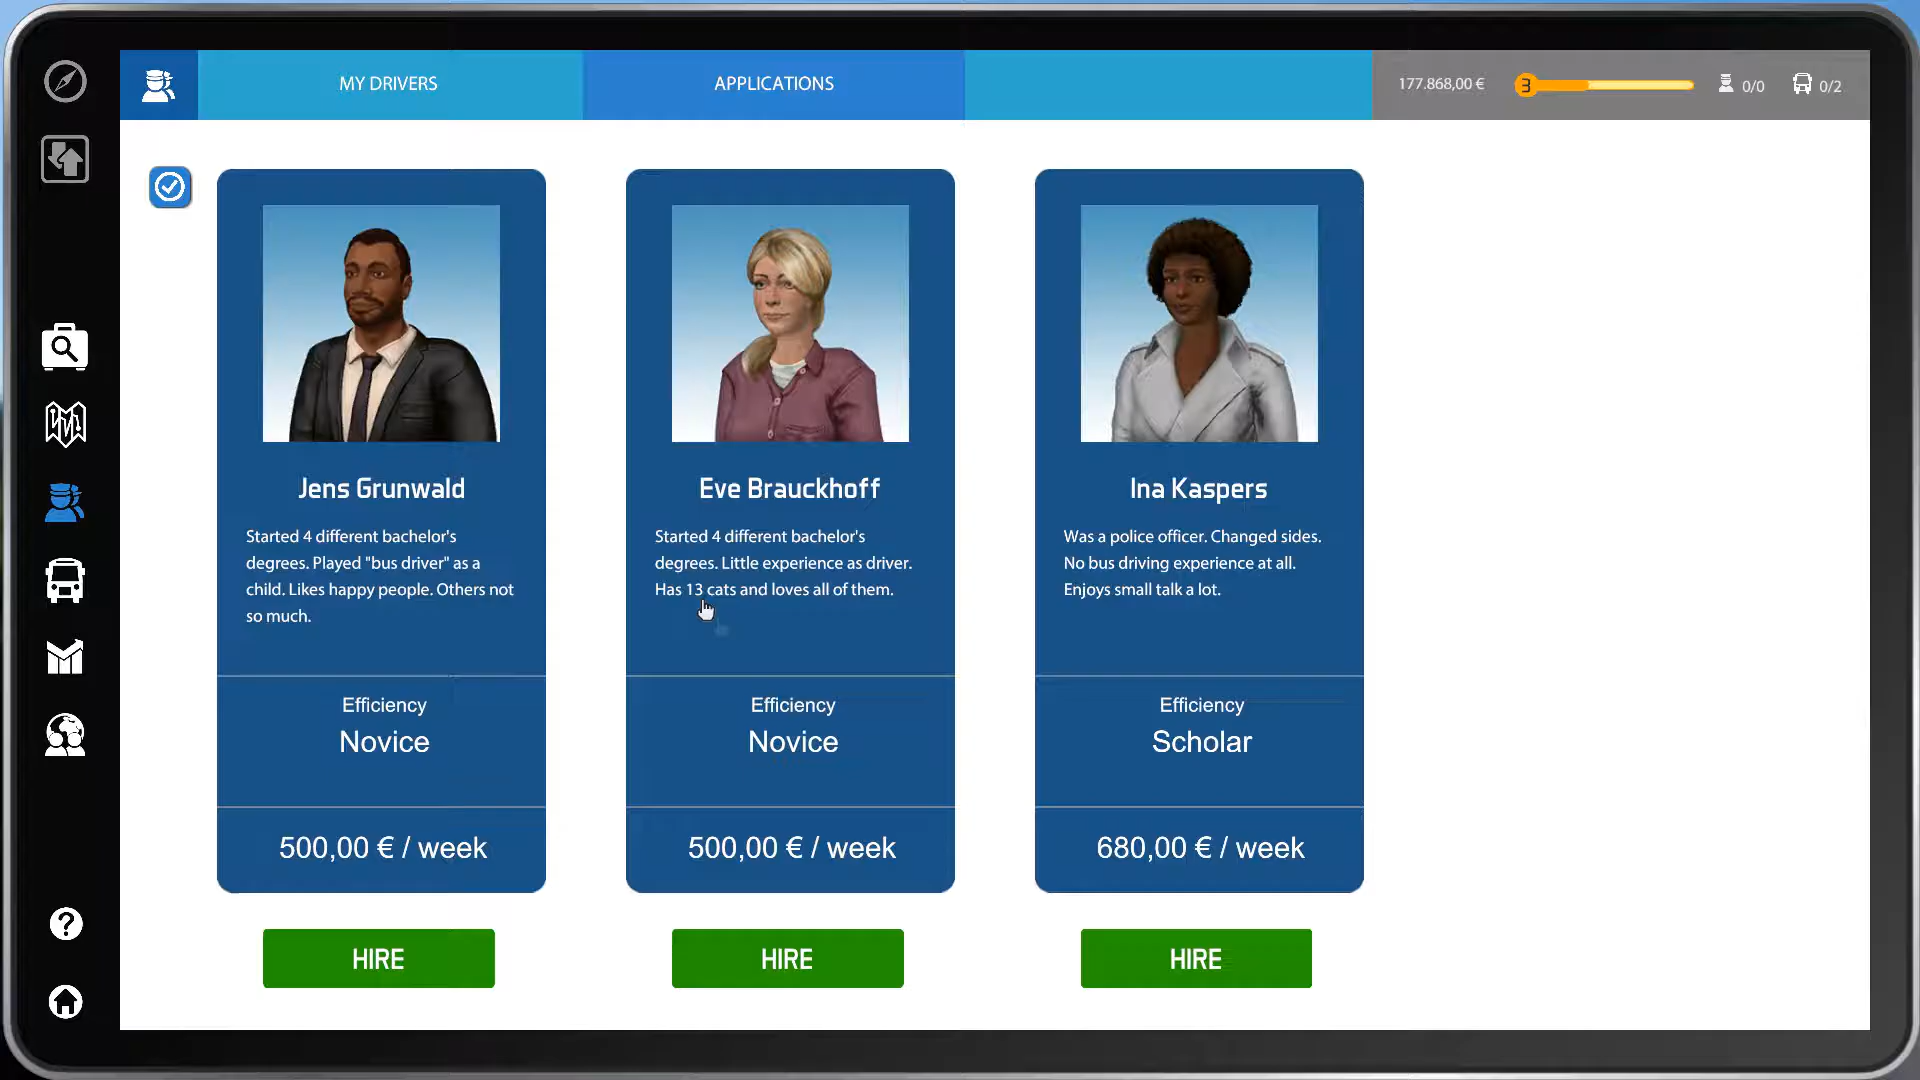 MY DRIVERS
APPLICATIONS
177.868,00 €
3
0/0
0/2
Jens Grunwald
Started 4 different bachelor's
degrees. Played "bus driver" as a
child. Likes happy people. Others not
so much.
Efficiency
Novice
500,00 € / week
HIRE
Eve Brauckhoff
Started 4 different bachelor's
degrees. Little experience as driver.
Has 13 cats and loves all of them.
Efficiency
Novice
500,00 € / week
HIRE
Ina Kaspers
Was a police officer. Changed sides.
No bus driving experience at all.
Enjoys small talk a lot.
Efficiency
Scholar
680,00 € / week
HIRE
?